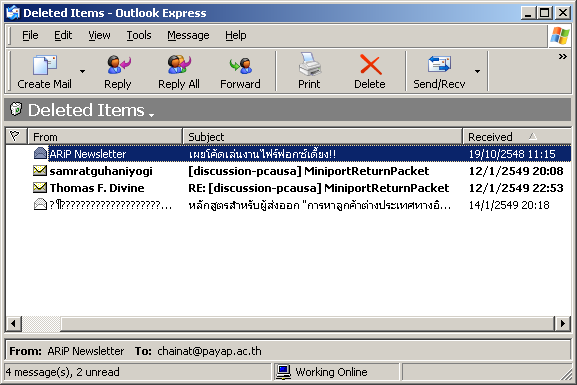 Deleted Items - Outlook Express
File Edit View Tools Message Help
Create Mail Reply Reply All Forward Print Delete Send/Recv
Deleted Items
From Subject Received
ARiP Newsletter เผยโค้ดเล่นงานไฟร์ฟอกซ์เดี้ยง!! 19/10/2548 11:15
samratguhaniyogi [discussion-pcausa] MiniportReturnPacket 12/1/2549 20:08
Thomas F. Divine RE: [discussion-pcausa] MiniportReturnPacket 12/1/2549 22:53
?¶????????????????????... หลักสูตรสำหรับผู้ส่งออก "การหาลูกค้าต่างประเทศทางอิ... 14/1/2549 20:18
From: ARiP Newsletter To: chainat@payap.ac.th
4 message(s), 2 unread Working Online